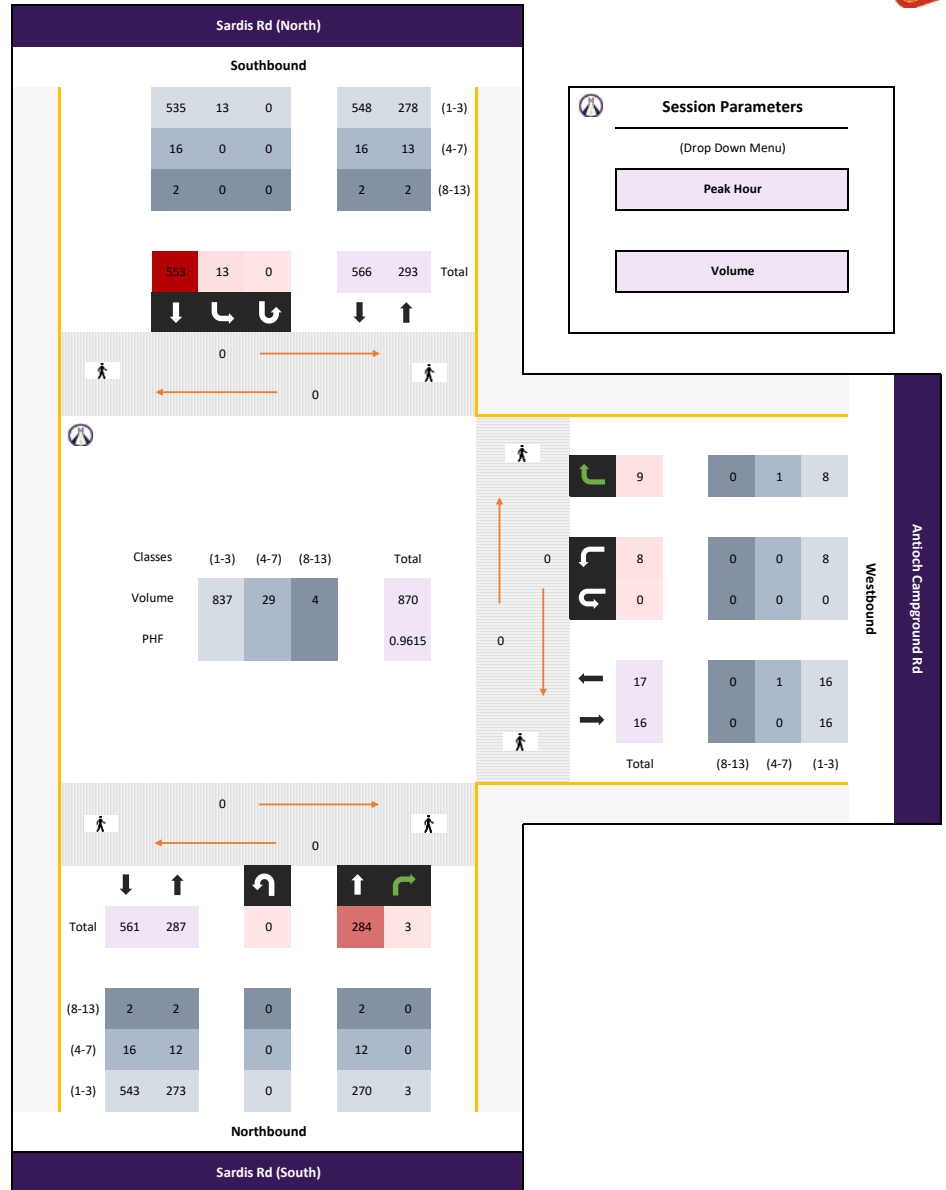 Sardis Rd (North)
Southbound
535 13 0 548 278 (1-3)
16 0 0 16 13 (4-7)
2 0 0 2 2 (8-13)
553 13 0 566 293 Total
0
0
Session Parameters
(Drop Down Menu)
Peak Hour
Volume
Classes (1-3) (4-7) (8-13) Total
Volume 837 29 4 870
PHF 0.9615
0
0
9 0 1 8
8 0 0 8
0 0 0 0
17 0 1 16
16 0 0 16
Total (8-13) (4-7) (1-3)
Westbound
Antioch Campground Rd
0
0
Total 561 287 0 284 3
(8-13) 2 2 0 2 0
(4-7) 16 12 0 12 0
(1-3) 543 273 0 270 3
Northbound
Sardis Rd (South)